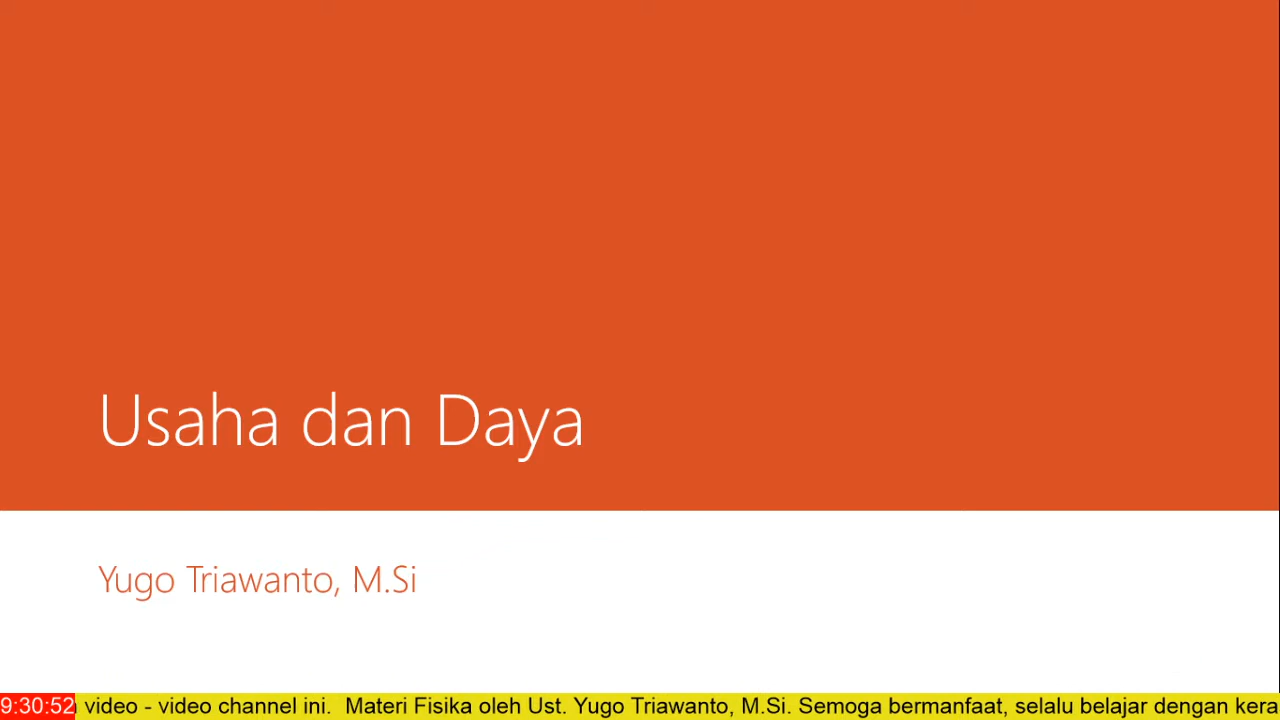 Usaha dan Daya
Yugo Triawanto, M.Si
9:30:52 video - video channel ini. Materi Fisika oleh Ust. Yugo Triawanto, M.Si. Semoga bermanfaat, selalu belajar dengan kera